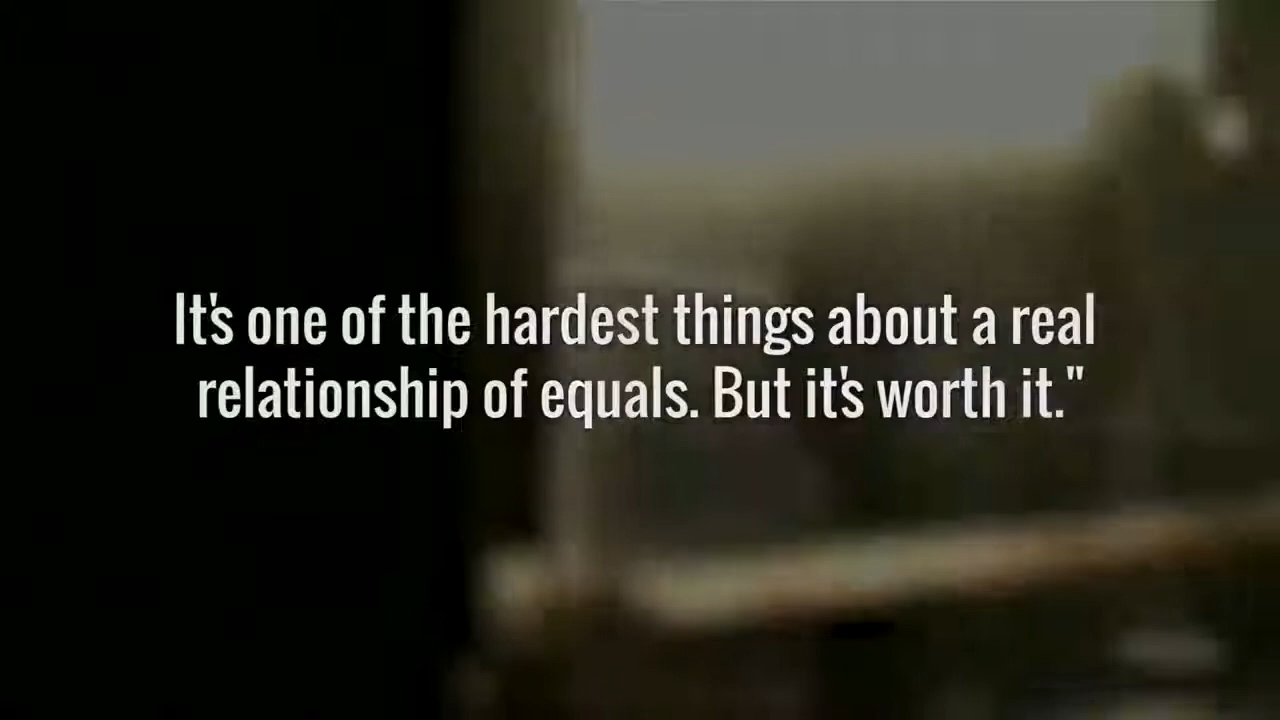 It's one of the hardest things about a real
relationship of equals. But it's worth it."